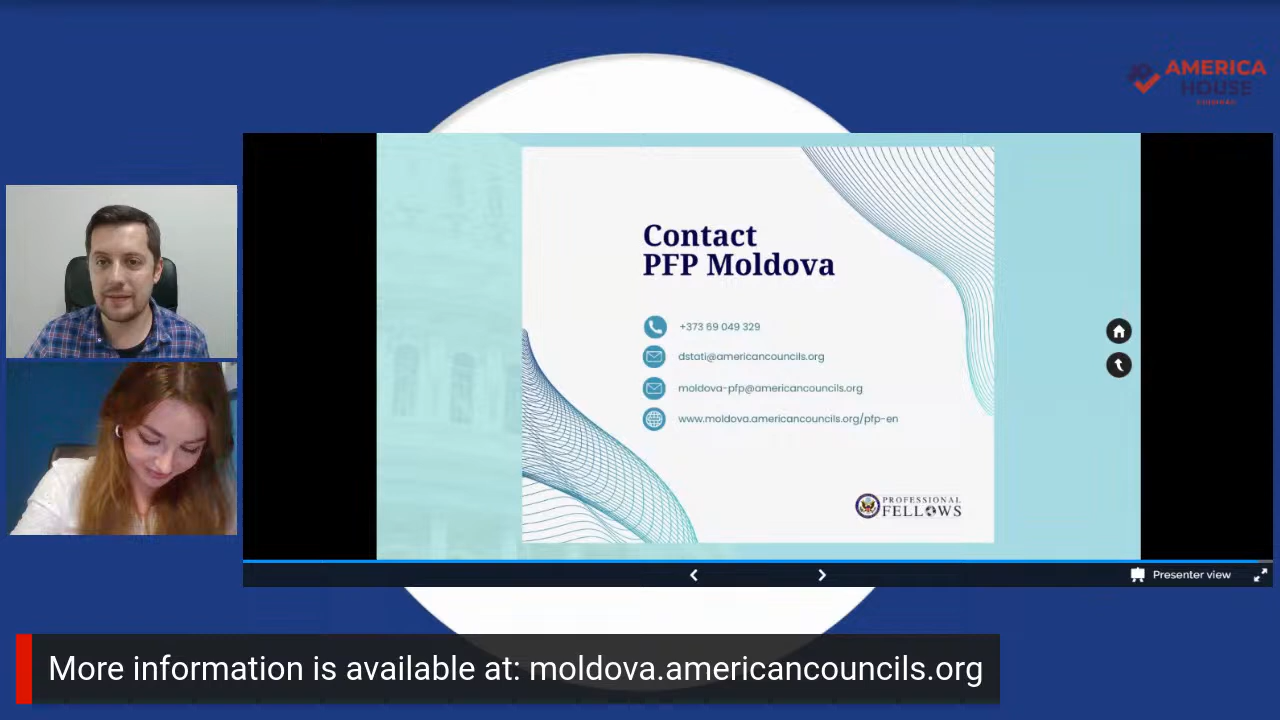 AMERICA
HOUSE
CHISINAU
Contact
PFP Moldova
+373 69 049 329
dstati@americancouncils.org
moldova-pfp@americancouncils.org
www.moldova.americancouncils.org/pfp-en
PROFESSIONAL
FELLOWS
Presenter view
More information is available at: moldova.americancouncils.org